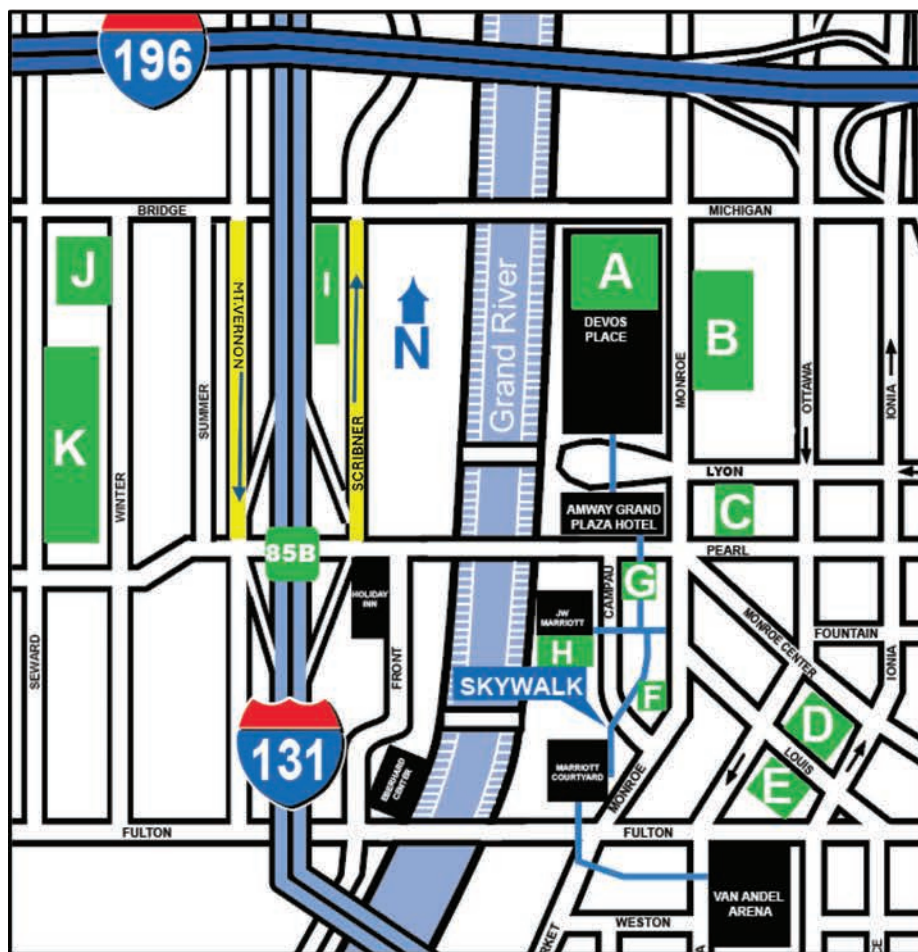 196
BRIDGE
MICHIGAN
J
I
A
MT.VERNON
N
Grand River
DEVOS
PLACE
B
MONROE
OTTAWA
IONIA
SUMMER
SCRIBNER
K
WINTER
LYON
C
AMWAY GRAND
PLAZA HOTEL
85B
PEARL
HOLIDAY
INN
CAMPAU
G
JW
MARRIOTT
H
MONROE CENTER
FOUNTAIN
IONIA
SEWARD
FRONT
SKYWALK
F
D
131
EBERHARD
CENTER
MARRIOTT
COURTYARD
MONROE
LOUIS
E
FULTON
FULTON
VAN ANDEL
ARENA
WESTON